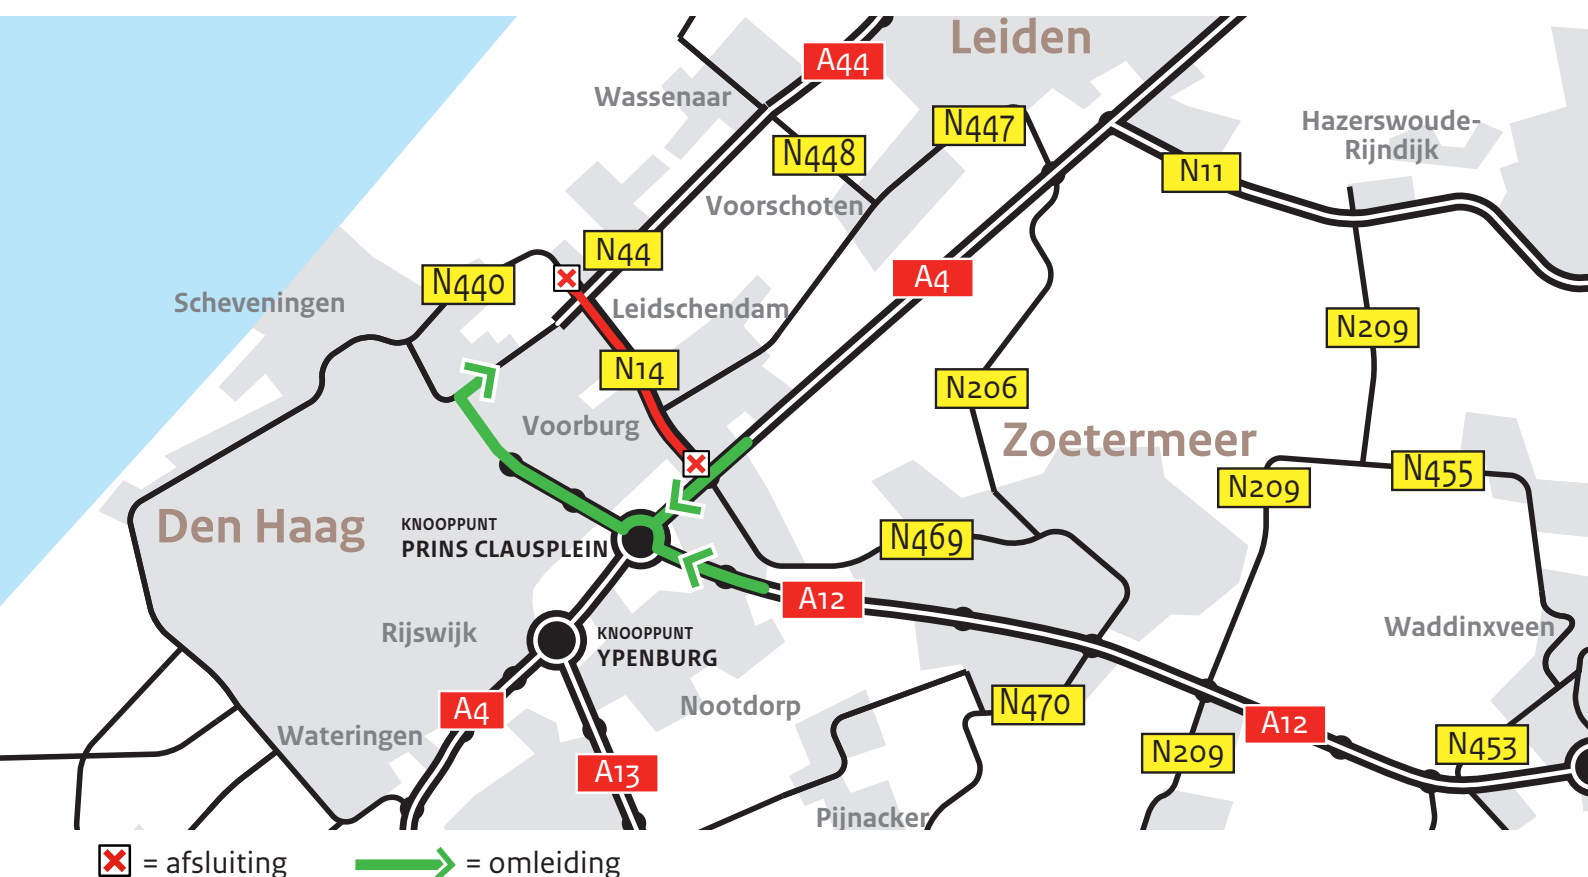 Leiden
A44
Wassenaar
N447
Hazerswoude-
Rijndijk
N448
N11
Voorschoten
N44
N440
A4
Scheveningen
Leidschendam
N209
N14
N206
Voorburg
Zoetermeer
N455
N209
Den Haag
KNOOPPUNT
PRINS CLAUSPLEIN
N469
A12
Rijswijk
KNOOPPUNT
YPENBURG
Waddinxveen
A4
Nootdorp
N470
A12
Wateringen
N209
N453
A13
Pijnacker
= afsluiting
= omleiding